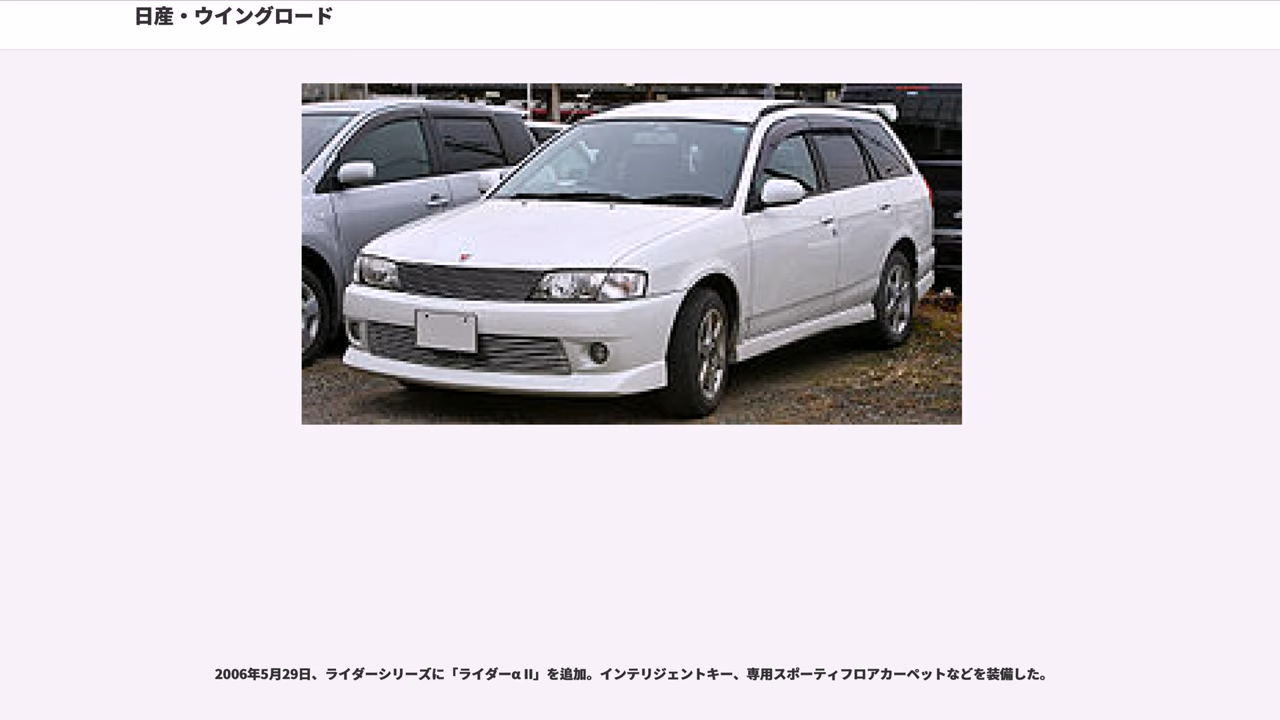 日産・ウイングロード
2006年5月29日、ライダーシリーズに「ライダーα II」を追加。インテリジェントキー、専用スポーティフロアカーペットなどを装備した。